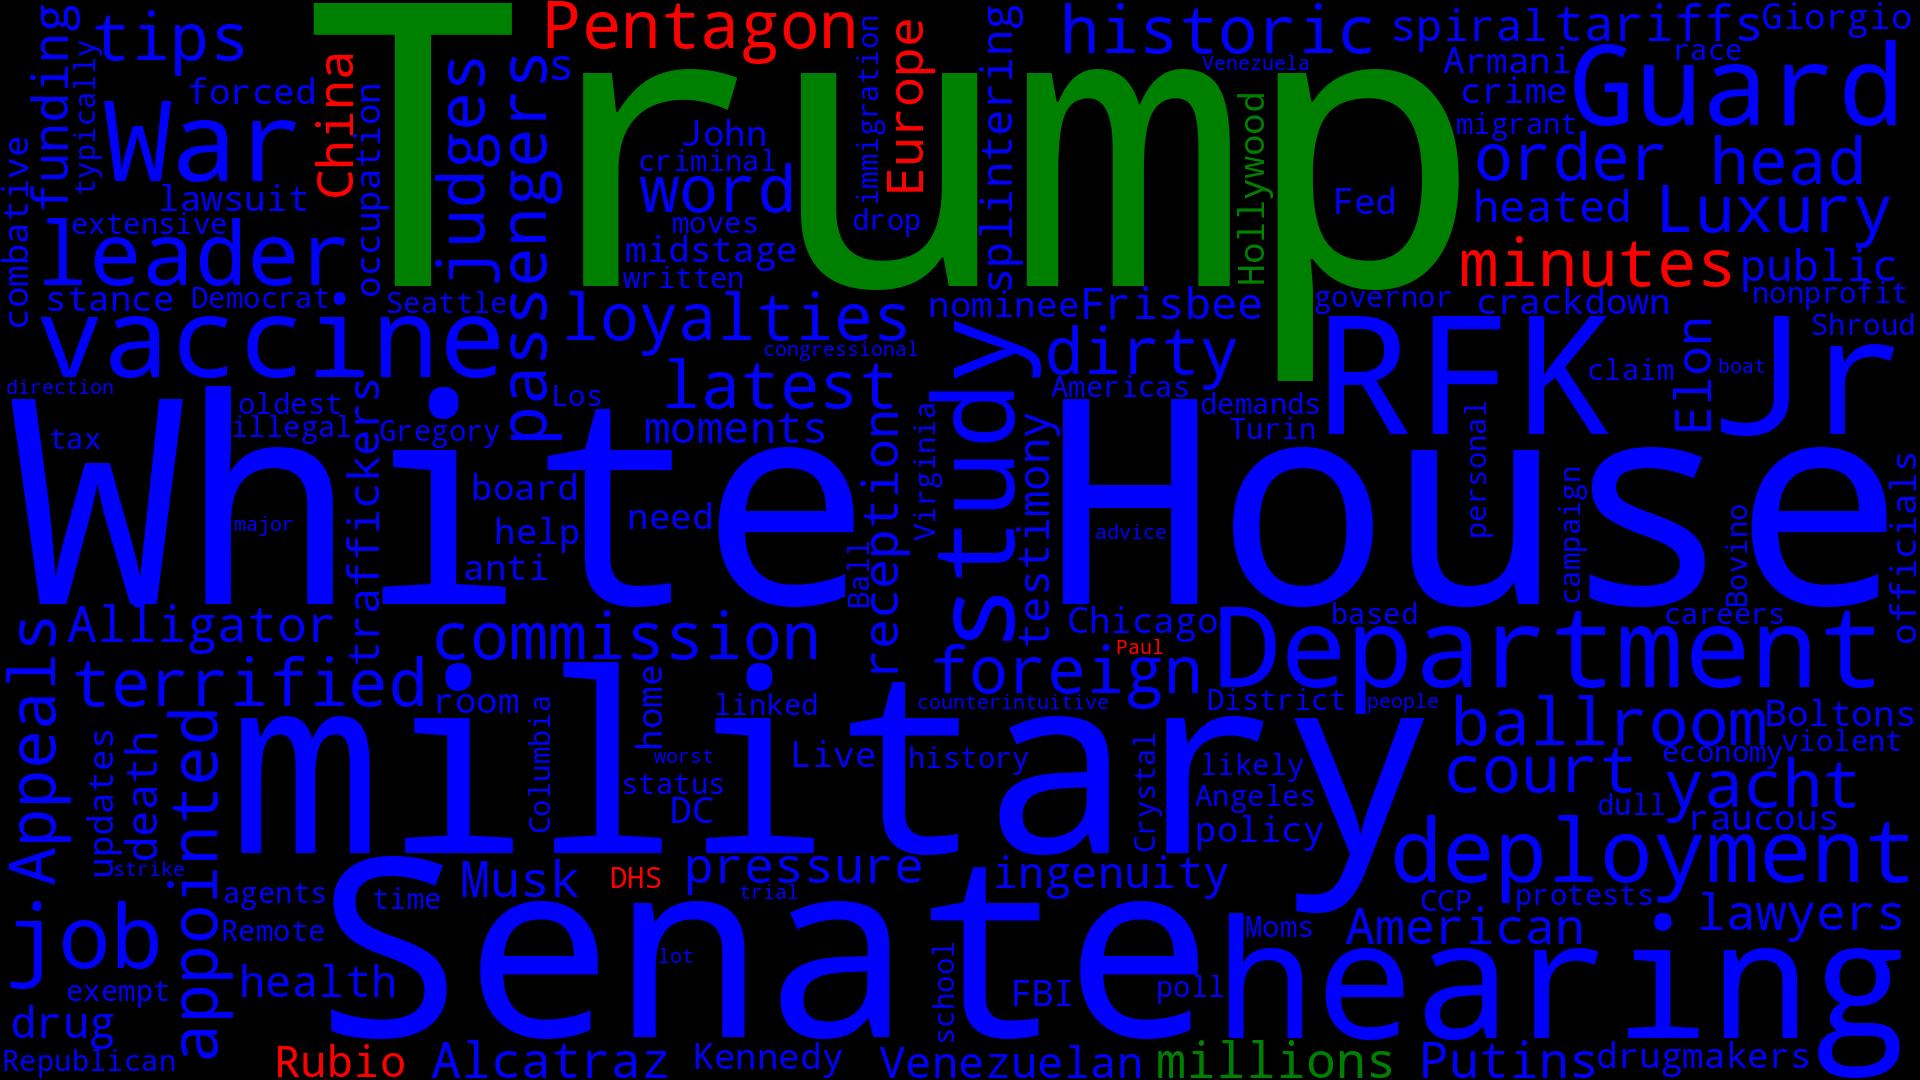 Trump
White House
military
Senate hearing
RFK Jr
Department
Guard
War
vaccine
leader
study
deployment
job
Pentagon
historic
spiral
tariffs
Giorgio
Armani
race
crime
migrant
order
head
heated
Luxury
minutes
public
nonprofit
crackdown
governor
Shroud
tips
funding
typically
forced
China
occupation
judges
passengers
s
John
criminal
word
moves
midstage
written
immigration
Europe
drop
splintering
Venezuela
Hollywood
Fed
combative
lawsuit
extensive
stance
Democrat
Seattle
loyalties
nominee
Frisbee
congressional
dirty
latest
moments
Americas
demands
Turin
claim
Elon
boat
direction
oldest
illegal
tax
Gregory
Los
traffickers
major
board
help
need
anti
Ball
reception
Virginia
testimony
advice
personal
campaign
Bovino
officials
Alligator
commission
Chicago
Paul
based
careers
foreign
terrified
room
home
linked
counterintuitive
District
people
ballroom
Boltons
economy
violent
court
yacht
dull
raucous
Appeals
updates
death
appointed
Columbia
worst
status
DC
Live
history
Crystal
likely
Angeles
policy
strike
agents
time
Musk
DHS
pressure
trial
ingenuity
CCP
protests
American
lawyers
Remote
health
exempt
drug
Republican
lot
school
FBI
poll
Moms
Rubio
Alcatraz
Kennedy
Venezuelan
millions
Putins
drugmakers